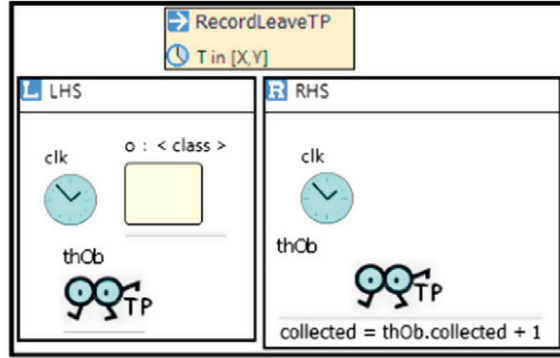 RecordLeaveTP
T in [X,Y]
L LHS
clk
o : < class >
thOb
TP
R RHS
clk
thOb
TP
collected = thOb.collected + 1